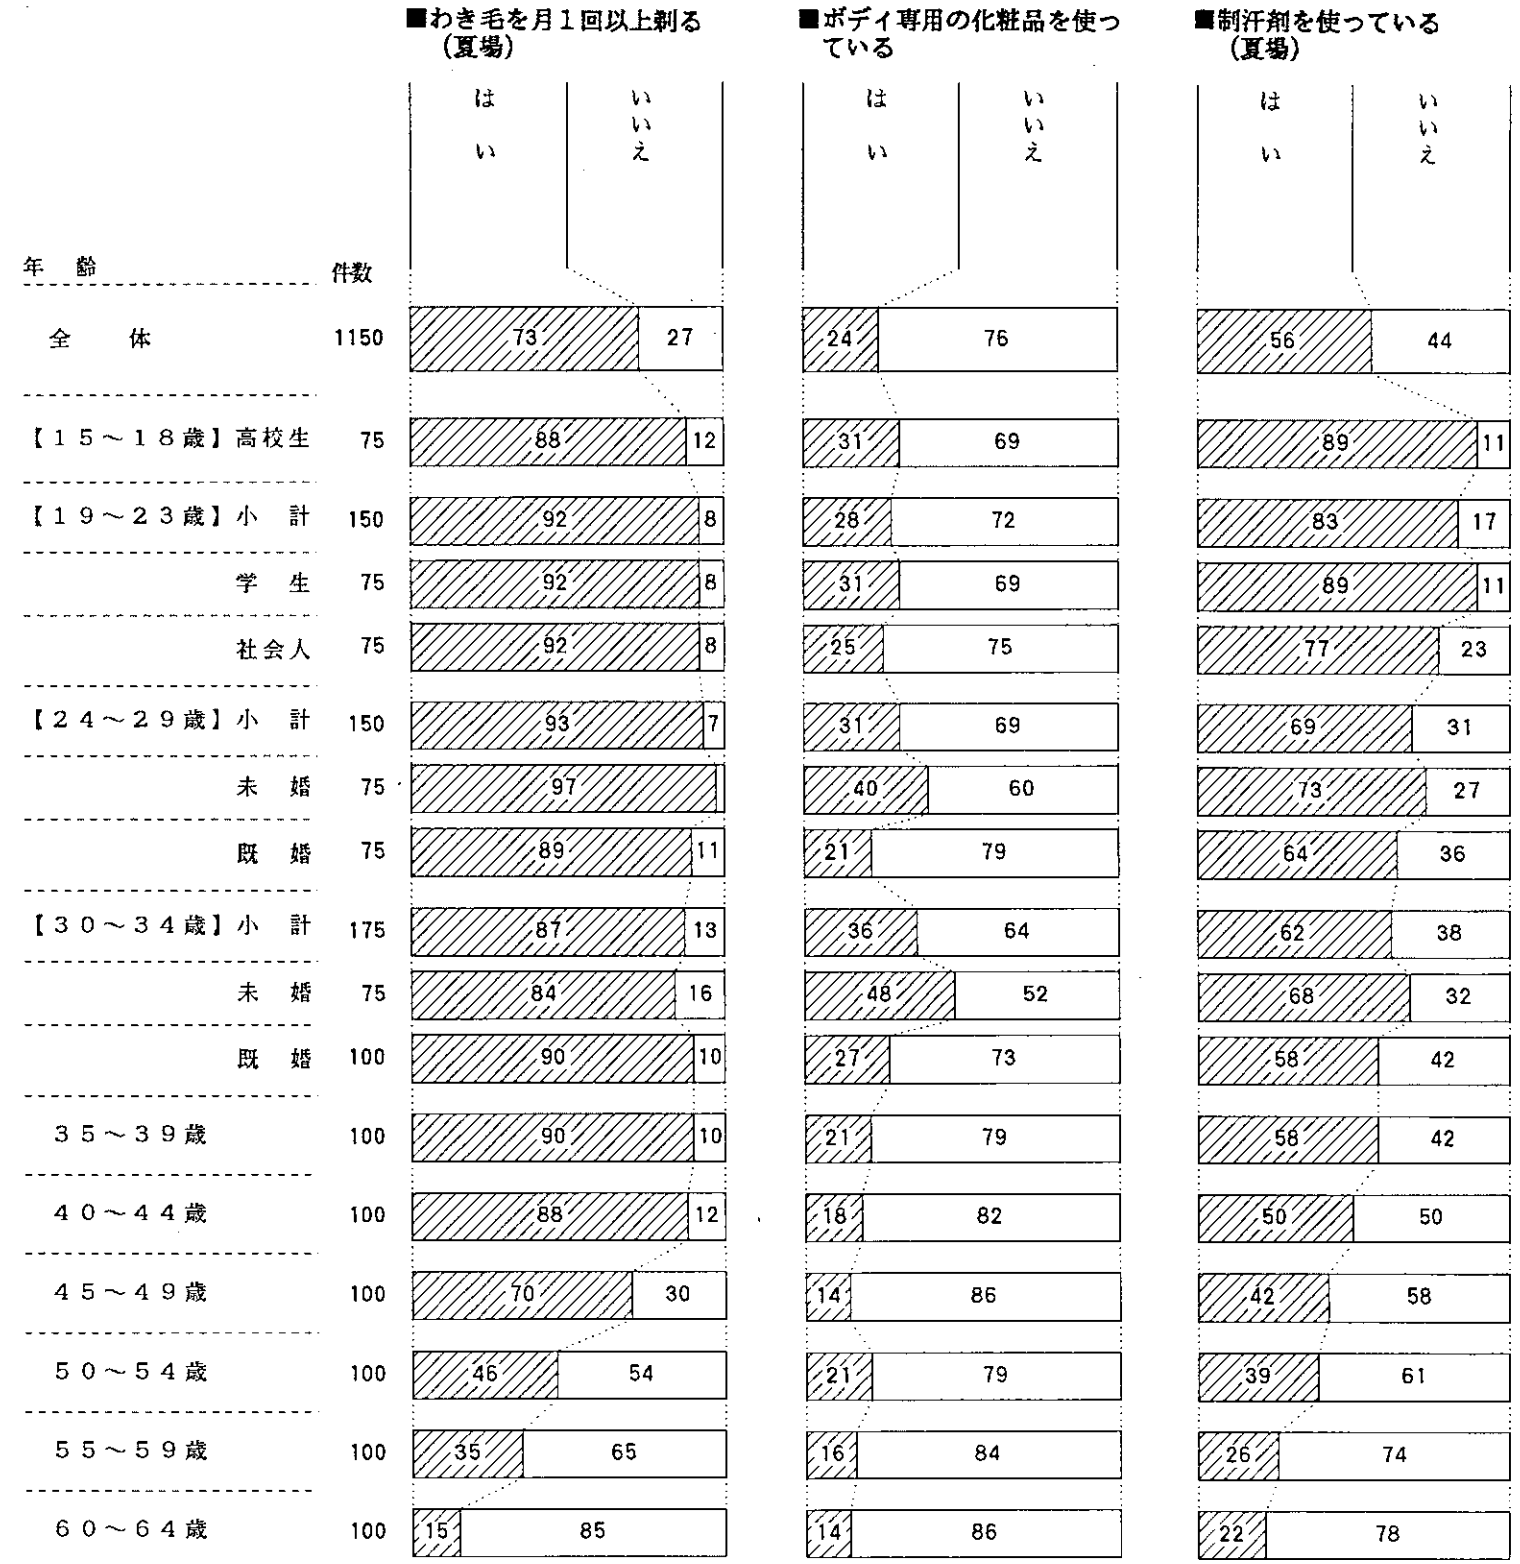 ■わき毛を月1回以上剃る
(夏場)
■ボディ専用の化粧品を使っ
ている
■制汗剤を使っている
(夏場)
はい いいえ はい いいえ はい いいえ
年 齢 件数
全 体 1150 73 27 24 76 56 44
【15~18歳】高校生 75 88 12 31 69 89 11
【19~23歳】小 計 150 92 8 28 72 83 17
学 生 75 92 8 31 69 89 11
社会人 75 92 8 25 75 77 23
【24~29歳】小 計 150 93 7 31 69 69 31
未 婚 75 97 40 60 73 27
既 婚 75 89 11 21 79 64 36
【30~34歳】小 計 175 87 13 36 64 62 38
未 婚 75 84 16 48 52 68 32
既 婚 100 90 10 27 73 58 42
35~39歳 100 90 10 21 79 58 42
40~44歳 100 88 12 18 82 50 50
45~49歳 100 70 30 14 86 42 58
50~54歳 100 46 54 21 79 39 61
55~59歳 100 35 65 16 84 26 74
60~64歳 100 15 85 14 86 22 78